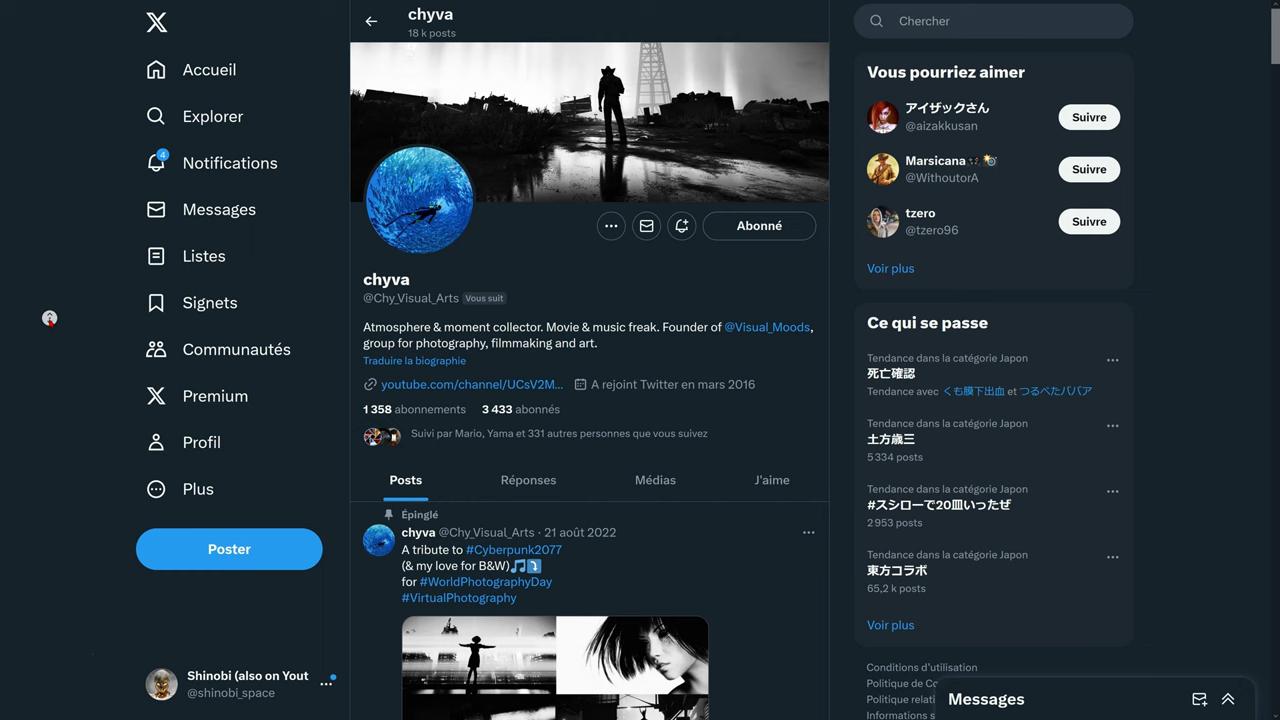 chyva
18 k posts
Accueil
Explorer
4
Notifications
Messages
Listes
Signets
Communautés
Premium
Profil
Plus
Poster
Shinobi (also on Yout
@shinobi_space
Abonné
chyva
@Chy_Visual_Arts Vous suit
Atmosphere & moment collector. Movie & music freak. Founder of @Visual_Moods,
group for photography, filmmaking and art.
Traduire la biographie
youtube.com/channel/UCsV2M... A rejoint Twitter en mars 2016
1 358 abonnements 3 433 abonnés
Suivi par Mario, Yama et 331 autres personnes que vous suivez
Posts Réponses Médias J'aime
Épinglé
chyva @Chy_Visual_Arts · 21 août 2022
A tribute to #Cyberpunk2077
(& my love for B&W)🎵⤵️
for #WorldPhotographyDay
#VirtualPhotography
Chercher
Vous pourriez aimer
アイザックさん
@aizakkusan
Suivre
Marsicana
@WithoutorA
Suivre
tzero
@tzero96
Suivre
Voir plus
Ce qui se passe
Tendance dans la catégorie Japon
死亡確認
Tendance avec くも膜下出血 et つるぺたババア
Tendance dans la catégorie Japon
土方歳三
5 334 posts
Tendance dans la catégorie Japon
#スシローで20皿いったぜ
2 953 posts
Tendance dans la catégorie Japon
東方コラボ
65,2 k posts
Voir plus
Conditions d'utilisation
Politique de Co
Politique relati
Informations s
Messages